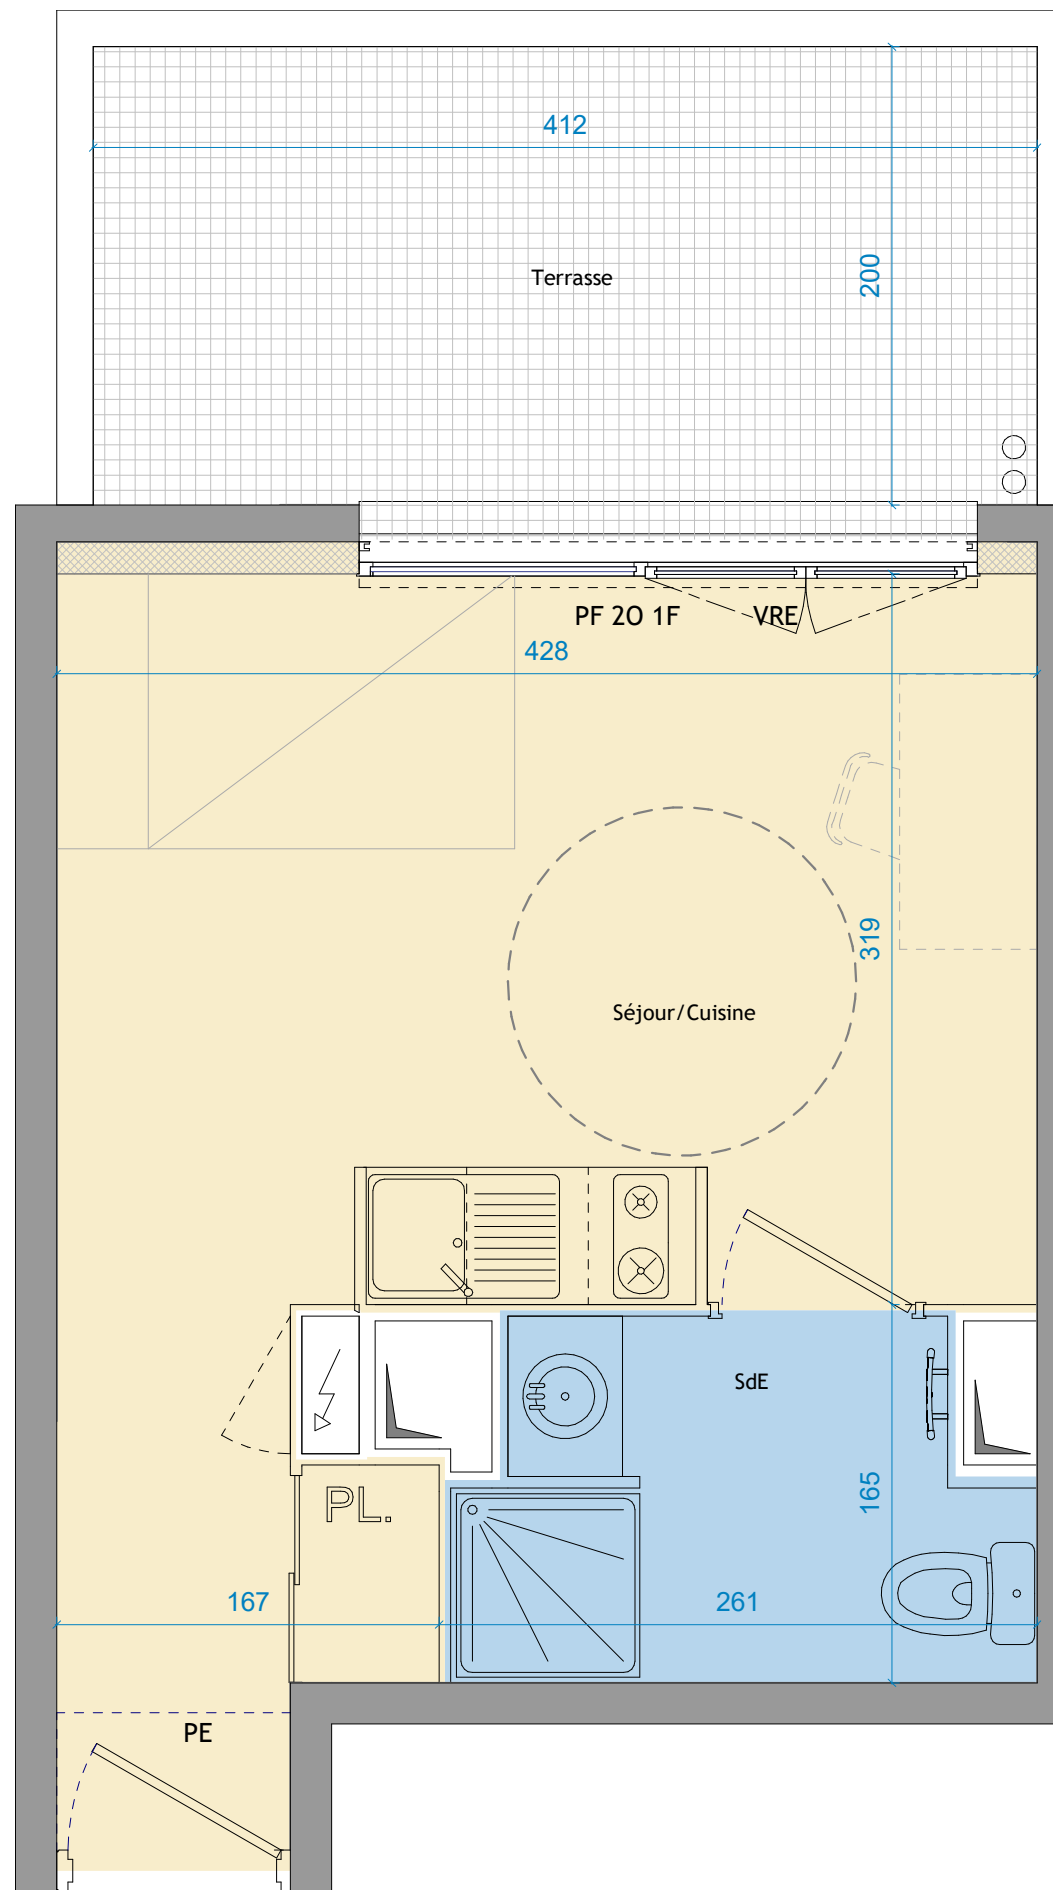 412
200
Terrasse
PF 2O 1F
VRE
428
319
Séjour/Cuisine
SdE
PL.
165
167
261
PE